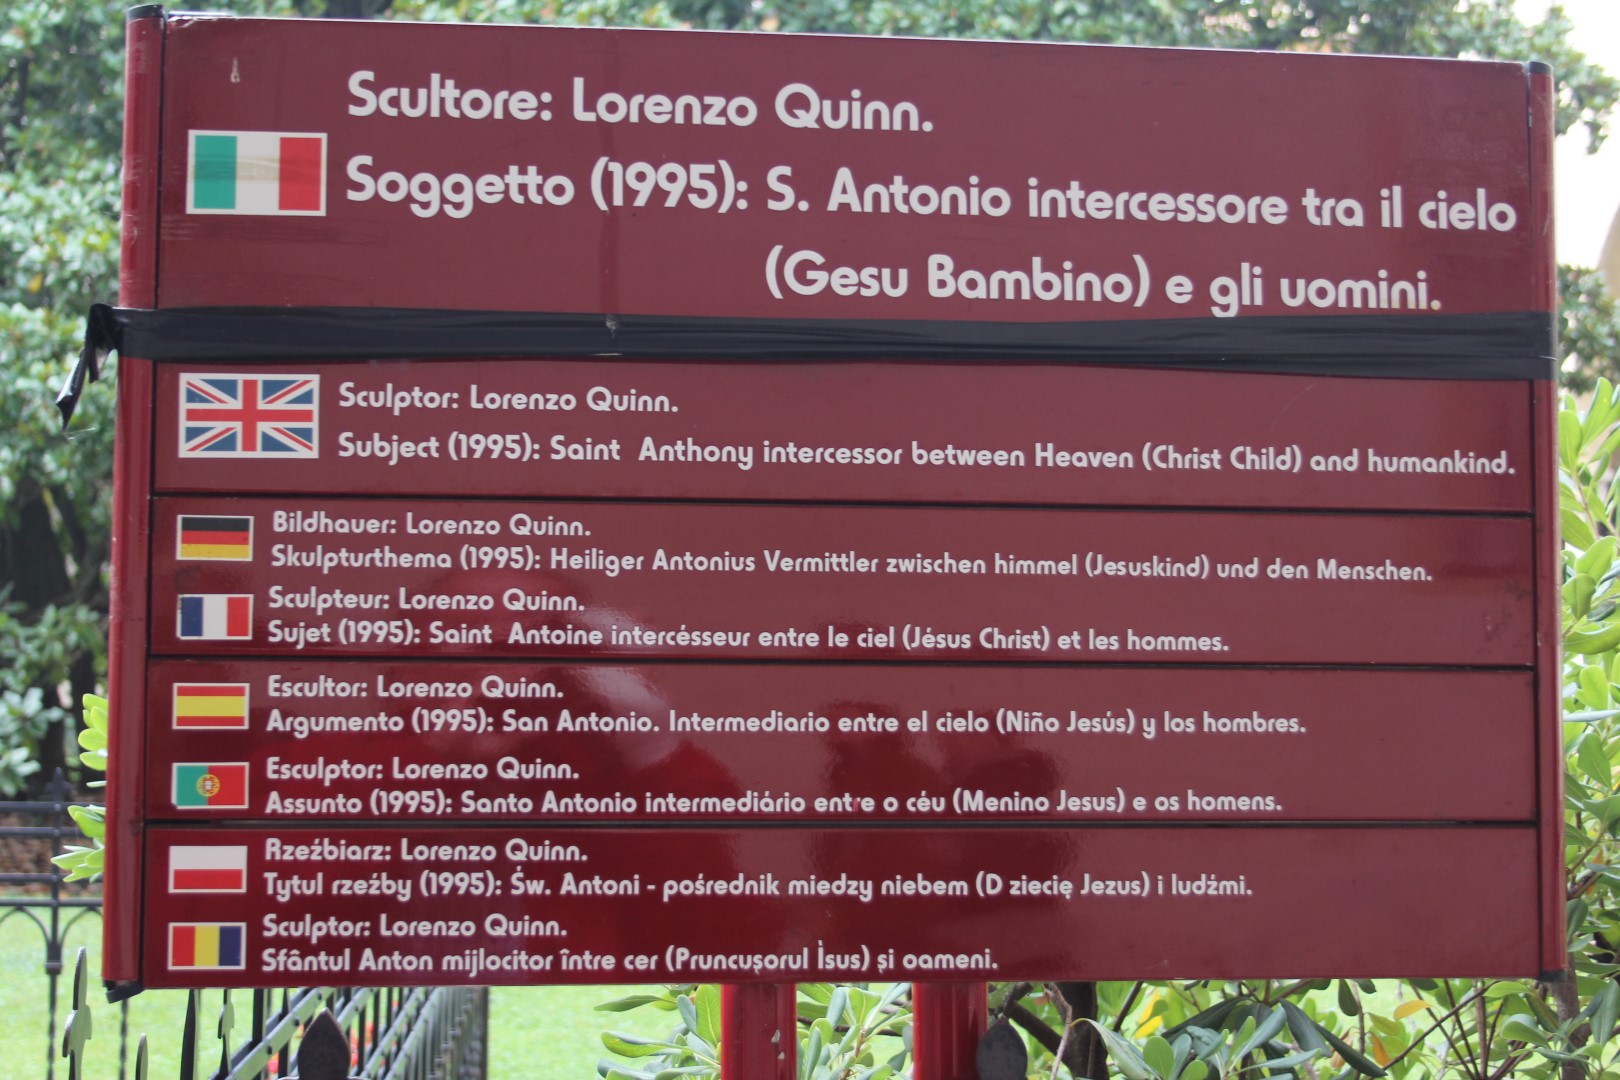 Scultore: Lorenzo Quinn.
Soggetto (1995): S. Antonio intercessore tra il cielo
(Gesu Bambino) e gli uomini.
Sculptor: Lorenzo Quinn.
Subject (1995): Saint Anthony intercessor between Heaven (Christ Child) and humankind.
Bildhauer: Lorenzo Quinn.
Skulpturthema (1995): Heiliger Antonius Vermittler zwischen himmel (Jesuskind) und den Menschen.
Sculpteur: Lorenzo Quinn.
Sujet (1995): Saint Antoine intercésseur entre le ciel (Jésus Christ) et les hommes.
Escultor: Lorenzo Quinn.
Argumento (1995): San Antonio. Intermediario entre el cielo (Niño Jesús) y los hombres.
Esculptor: Lorenzo Quinn.
Assunto (1995): Santo Antonio intermediário entre o céu (Menino Jesus) e os homens.
Rzeźbiarz: Lorenzo Quinn.
Tytul rzeźby (1995): Św. Antoni - pośrednik miedzy niebem (D ziecię Jezus) i ludźmi.
Sculptor: Lorenzo Quinn.
Sfântul Anton mijlocitor între cer (Pruncuşorul İsus) şi oameni.